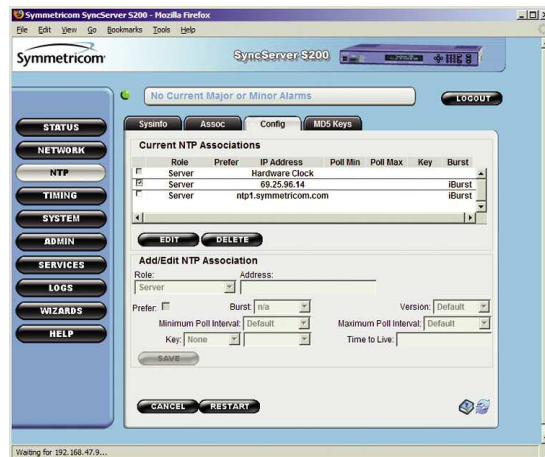 Symmetricom SyncServer S200 - Mozilla Firefox
File Edit View Go Bookmarks Tools Help
Symmetricom
SyncServer S200
No Current Major or Minor Alarms
LOGOUT
STATUS
NETWORK
NTP
TIMING
SYSTEM
ADMIN
SERVICES
LOGS
WIZARDS
HELP
Sysinfo Assoc Config MD5 Keys
Current NTP Associations
Role Prefer IP Address Poll Min Poll Max Key Burst
Server Hardware Clock
Server 69.25.96.14 iBurst
Server ntp1.symmetricom.com iBurst
EDIT DELETE
Add/Edit NTP Association
Role: Address:
Server
Prefer: Burst: n/a Version: Default
Minimum Poll Interval: Default Maximum Poll Interval: Default
Key: None Time to Live:
SAVE
CANCEL RESTART
Waiting for 192.168.47.9...